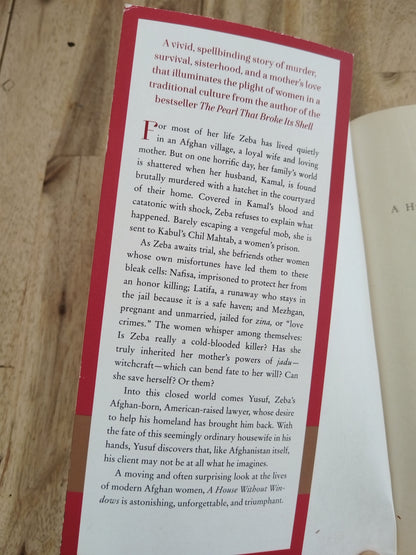 A vivid, spellbinding story of murder,
survival, sisterhood, and a mother's love
that illuminates the plight of women in a
traditional culture from the author of the
bestseller The Pearl That Broke Its Shell
For most of her life Zeba has lived quietly
in an Afghan village, a loyal wife and loving
mother. But on one horrific day, her family's world
is shattered when her husband, Kamal, is found
brutally murdered with a hatchet in the courtyard
of their home. Covered in Kamal's blood and
catatonic with shock, Zeba refuses to explain what
happened. Barely escaping a vengeful mob, she is
sent to Kabul's Chil Mahtab, a women's prison.
As Zeba awaits trial, she befriends other women
whose own misfortunes have led them to these
bleak cells: Nafisa, imprisoned to protect her from
an honor killing; Latifa, a runaway who stays in
the jail because it is a safe haven; and Mezhgan,
pregnant and unmarried, jailed for zina, or "love
crimes." The women whisper among themselves:
Is Zeba really a cold-blooded killer? Has she
truly inherited her mother's powers of jadu—
witchcraft—which can bend fate to her will? Can
she save herself? Or them?
Into this closed world comes Yusuf, Zeba's
Afghan-born, American-raised lawyer, whose desire
to help his homeland has brought him back. With
the fate of this seemingly ordinary housewife in his
hands, Yusuf discovers that, like Afghanistan itself,
his client may not be at all what he imagines.
A moving and often surprising look at the lives
of modern Afghan women, A House Without Win-
dows is astonishing, unforgettable, and triumphant.
A H